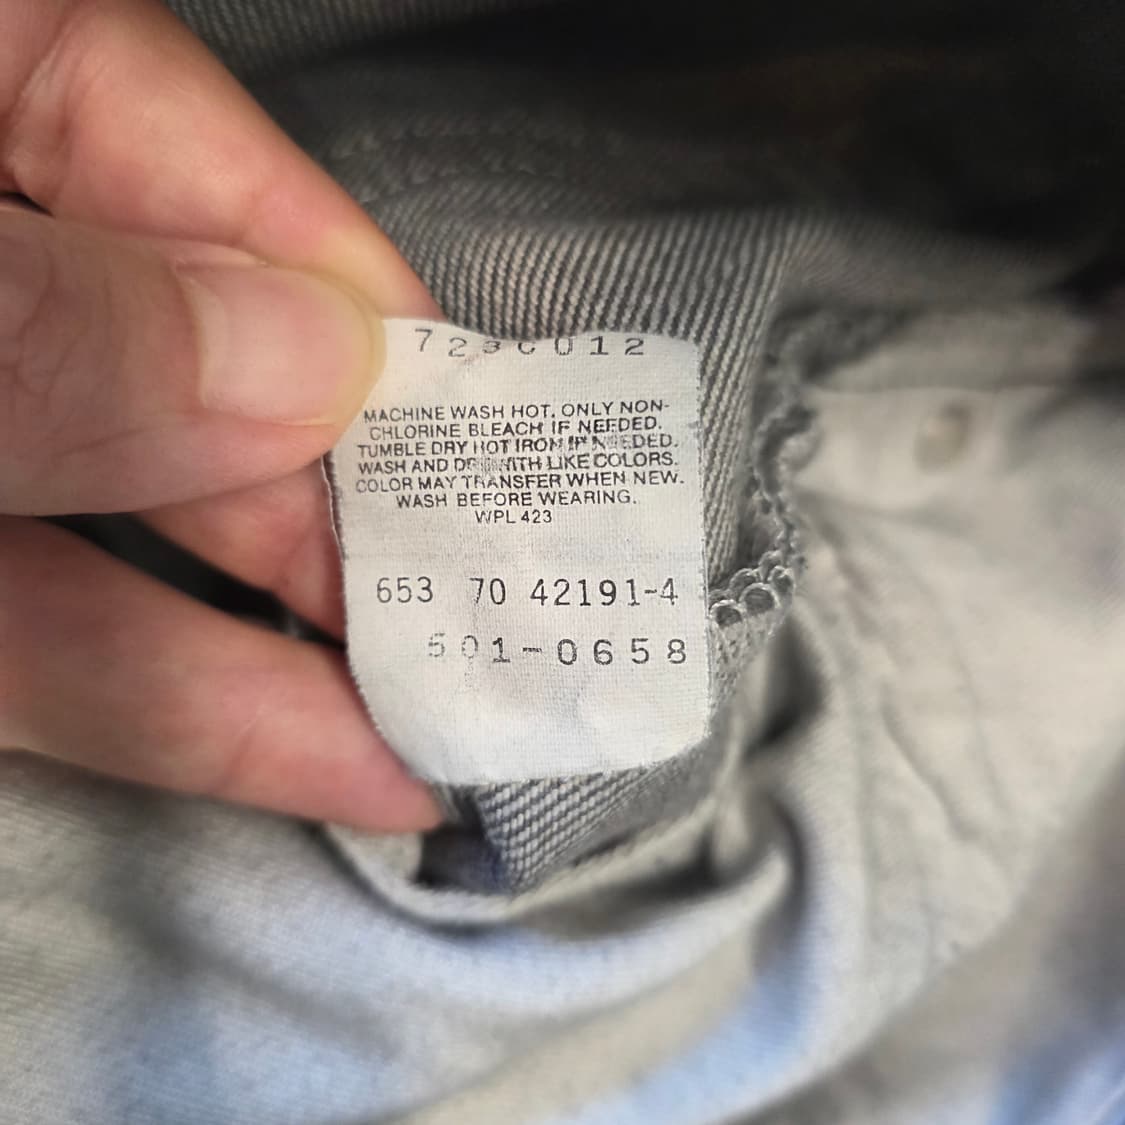 723C012
MACHINE WASH HOT. ONLY NON-
CHLORINE BLEACH IF NEEDED.
TUMBLE DRY HOT IRON IF NEEDED.
WASH AND DRY WITH LIKE COLORS.
COLOR MAY TRANSFER WHEN NEW.
WASH BEFORE WEARING.
WPL 423
653 70 42191-4
501-0658